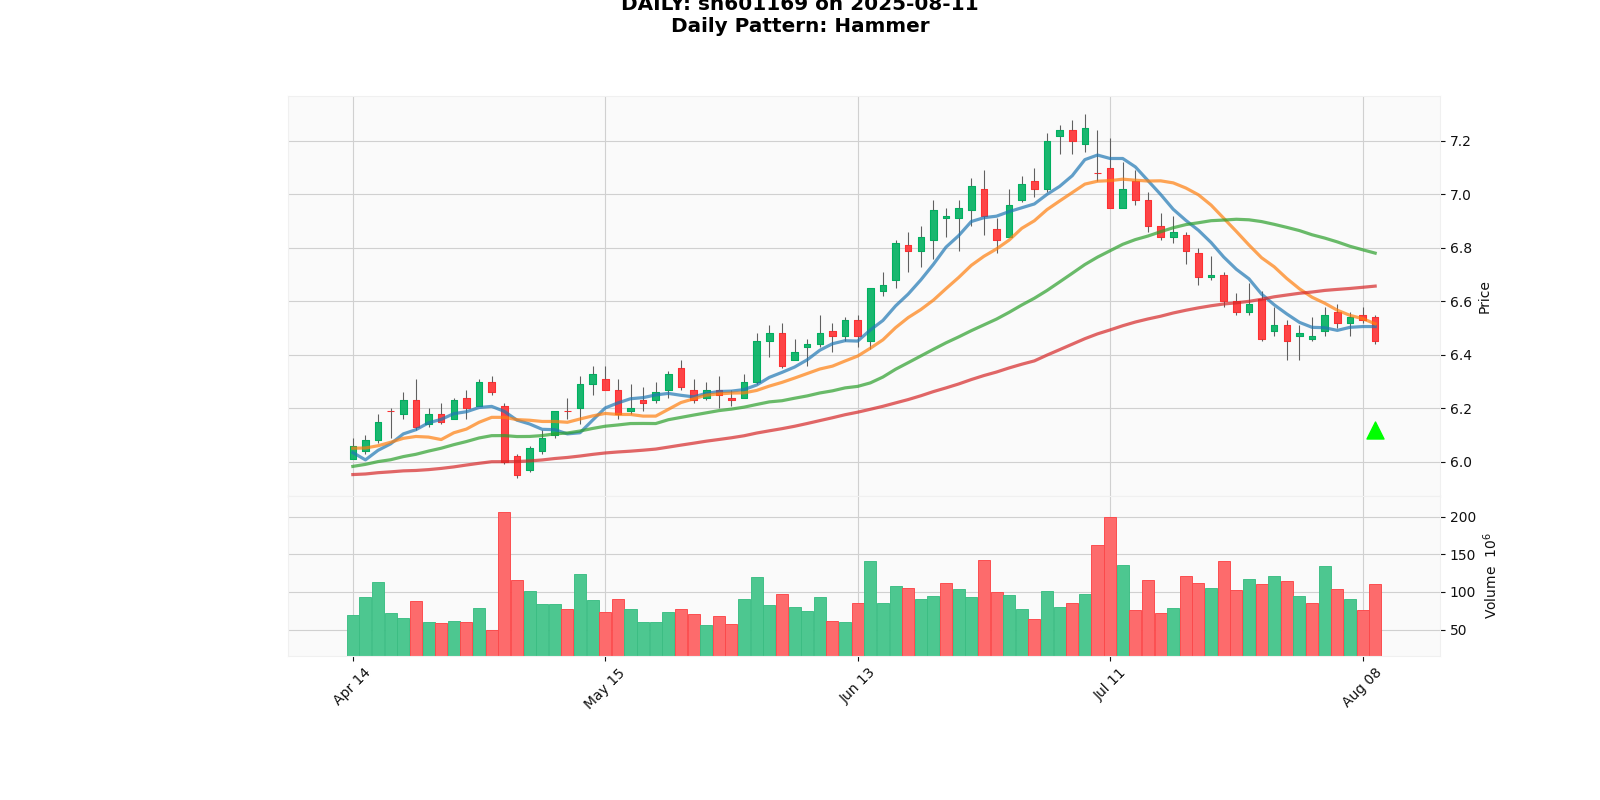 DAILY: sh601169 on 2025-08-11
Daily Pattern: Hammer
7.2
7.0
6.8
6.6
6.4
6.2
6.0
Price
200
150
100
50
Volume 10⁶
Apr 14
May 15
Jun 13
Jul 11
Aug 08